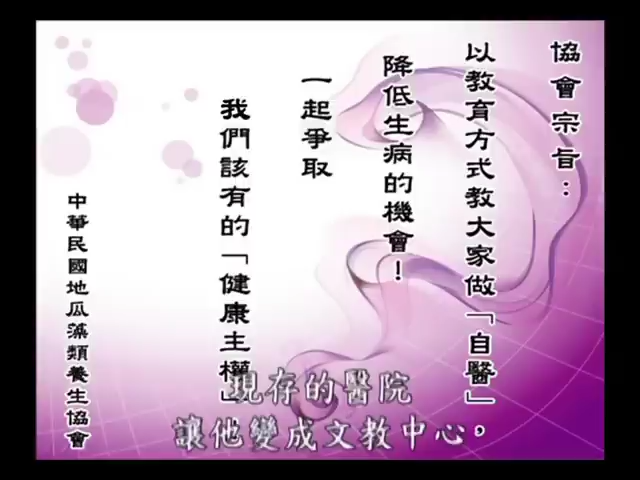 協會宗旨：
以教育方式教大家做「自醫」
降低生病的機會！
一起爭取
我們該有的「健康主權」
中華民國地瓜藻類養生協會
現存的醫院
讓他變成文教中心，